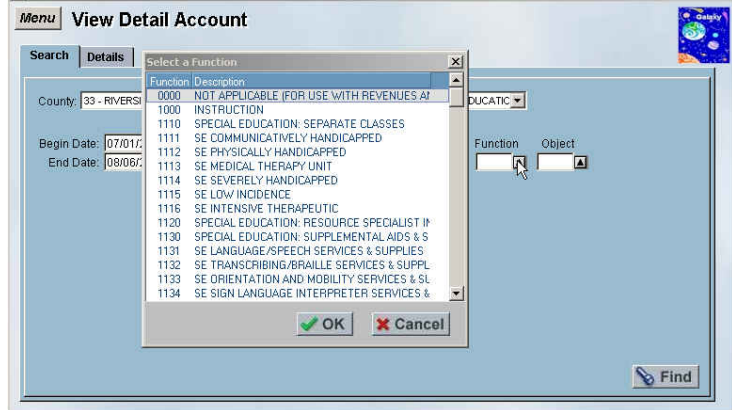 Menu View Detail Account
Galaxy
Search Details
Select a Function
Function Description
0000 NOT APPLICABLE (FOR USE WITH REVENUES AN
1000 INSTRUCTION
1110 SPECIAL EDUCATION: SEPARATE CLASSES
1111 SE COMMUNICATIVELY HANDICAPPED
1112 SE PHYSICALLY HANDICAPPED
1113 SE MEDICAL THERAPY UNIT
1114 SE SEVERELY HANDICAPPED
1115 SE LOW INCIDENCE
1116 SE INTENSIVE THERAPEUTIC
1120 SPECIAL EDUCATION: RESOURCE SPECIALIST IN
1130 SPECIAL EDUCATION: SUPPLEMENTAL AIDS & S
1131 SE LANGUAGE/SPEECH SERVICES & SUPPLIES
1132 SE TRANSCRIBING/BRAILLE SERVICES & SUPPL
1133 SE ORIENTATION AND MOBILITY SERVICES & SU
1134 SE SIGN LANGUAGE INTERPRETER SERVICES &
OK Cancel
County: 33 - RIVERSI
DUCATIC
Begin Date: 07/01/2
Function Object
End Date: 08/06/2
Find